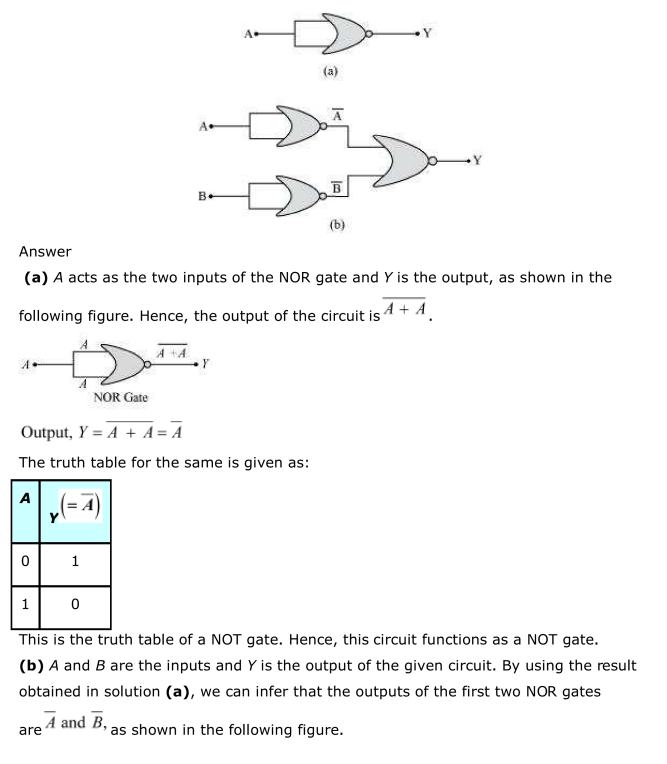 A Y
(a)
A A̅
Y
B B̅
(b)
Answer
(a) A acts as the two inputs of the NOR gate and Y is the output, as shown in the
following figure. Hence, the output of the circuit is \overline{A + A}.
A \overline{A + A}
A Y
A
NOR Gate
Output, Y = \overline{A + A} = \overline{A}
The truth table for the same is given as:
A Y (= \overline{A})
0 1
1 0
This is the truth table of a NOT gate. Hence, this circuit functions as a NOT gate.
(b) A and B are the inputs and Y is the output of the given circuit. By using the result
obtained in solution (a), we can infer that the outputs of the first two NOR gates
are \overline{A} and \overline{B}, as shown in the following figure.